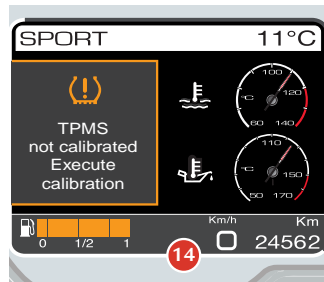 SPORT 11°C
(!)
TPMS
not calibrated
Execute
calibration
100
°C 120
60 140
110
°C 150
50 170
0 1/2 1
Km/h Km
0 24562
14